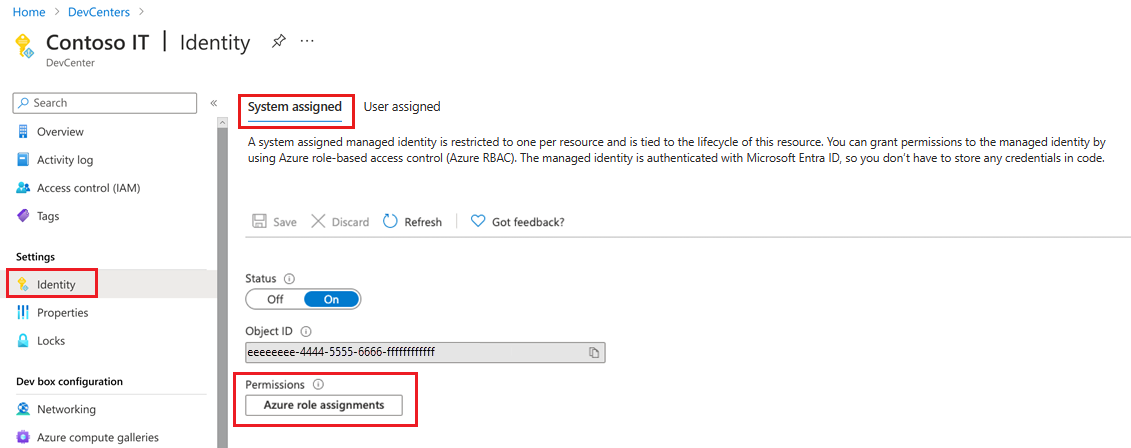 Home > DevCenters >
Contoso IT | Identity ...
DevCenter
Search «
Overview
Activity log
Access control (IAM)
Tags
Settings
Identity
Properties
Locks
Dev box configuration
Networking
Azure compute galleries
System assigned User assigned
A system assigned managed identity is restricted to one per resource and is tied to the lifecycle of this resource. You can grant permissions to the managed identity by
using Azure role-based access control (Azure RBAC). The managed identity is authenticated with Microsoft Entra ID, so you don't have to store any credentials in code.
Save Discard Refresh | Got feedback?
Status
Off On
Object ID
eeeeeeee-4444-5555-6666-ffffffffffff
Permissions
Azure role assignments